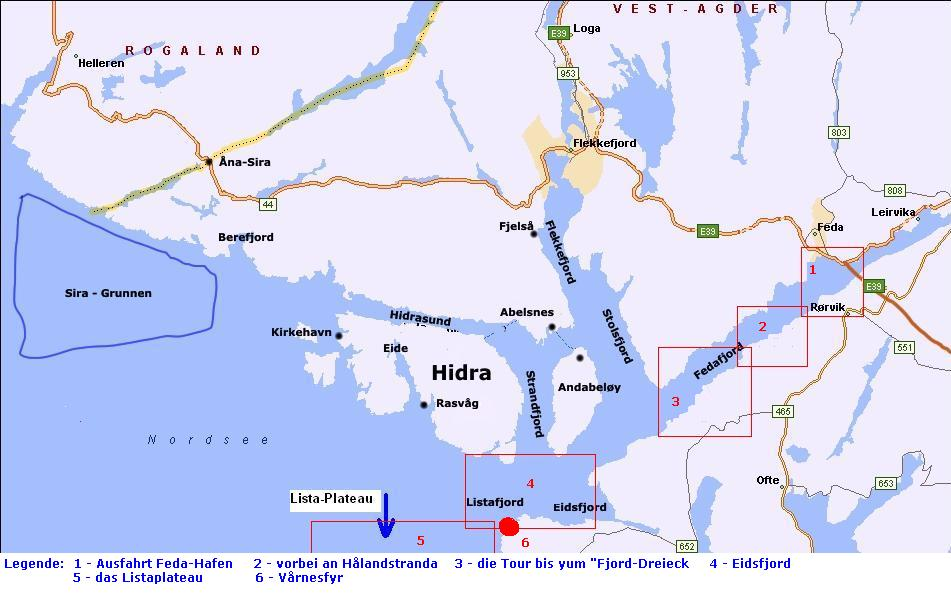 VEST-AGDER
E39
Loga
ROGALAND
Helleren
953
803
Flekkefjord
Åna-Sira
808
44
Leirvika
Fjelså
Feda
E39
Berefjord
Flekkefjord
1
E39
Sira - Grunnen
Rørvik
Abelsnes
Hidrasund
Stolsfjord
2
Kirkehavn
551
Eide
Fedafjord
Hidra
Andabeløy
Strandfjord
3
Rasvåg
465
Nordsee
Ofte
4
653
Lista-Plateau
Listafjord
Eidsfjord
5
6
652
Legende: 1 - Ausfahrt Feda-Hafen 2 - vorbei an Hålandstranda 3 - die Tour bis yum "Fjord-Dreieck 4 - Eidsfjord
5 - das Listaplateau 6 - Vårnesfyr